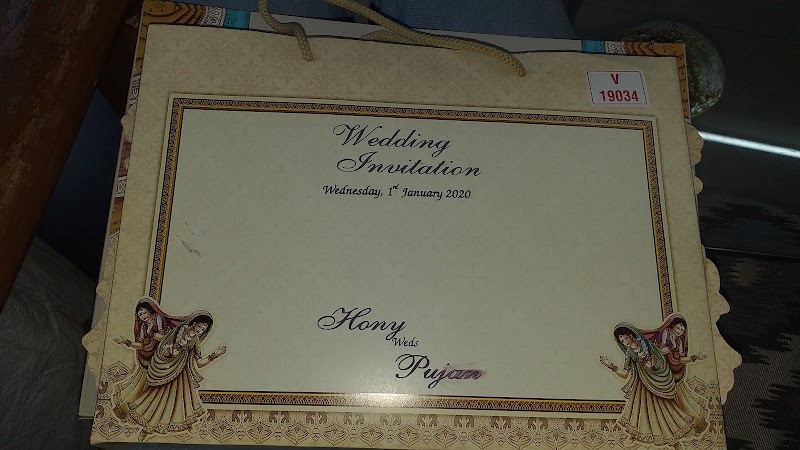 V
19034
Wedding
Invitation
Wednesday, 1st January 2020
Hony
Weds
Pujan